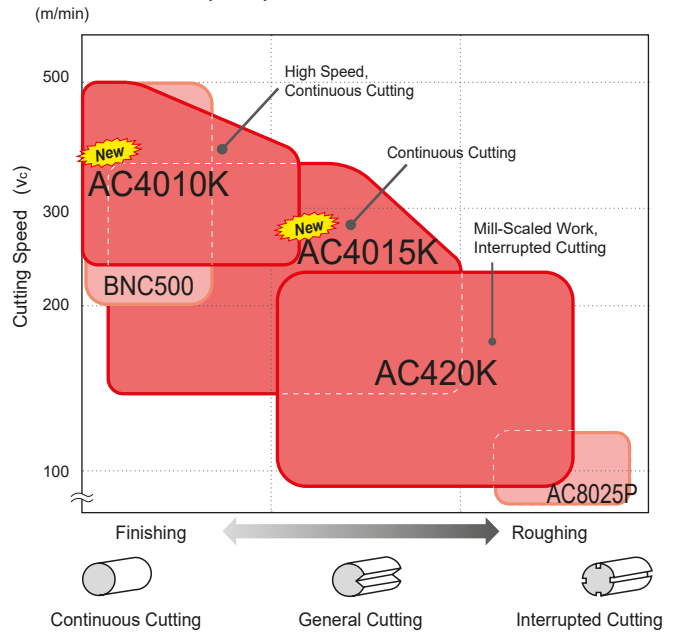 (m/min)
500
High Speed,
Continuous Cutting
New
AC4010K
Continuous Cutting
300
New
AC4015K
Mill-Scaled Work,
Interrupted Cutting
BNC500
200
AC420K
100
AC8025P
Cutting Speed (vc)
Finishing
Roughing
Continuous Cutting
General Cutting
Interrupted Cutting